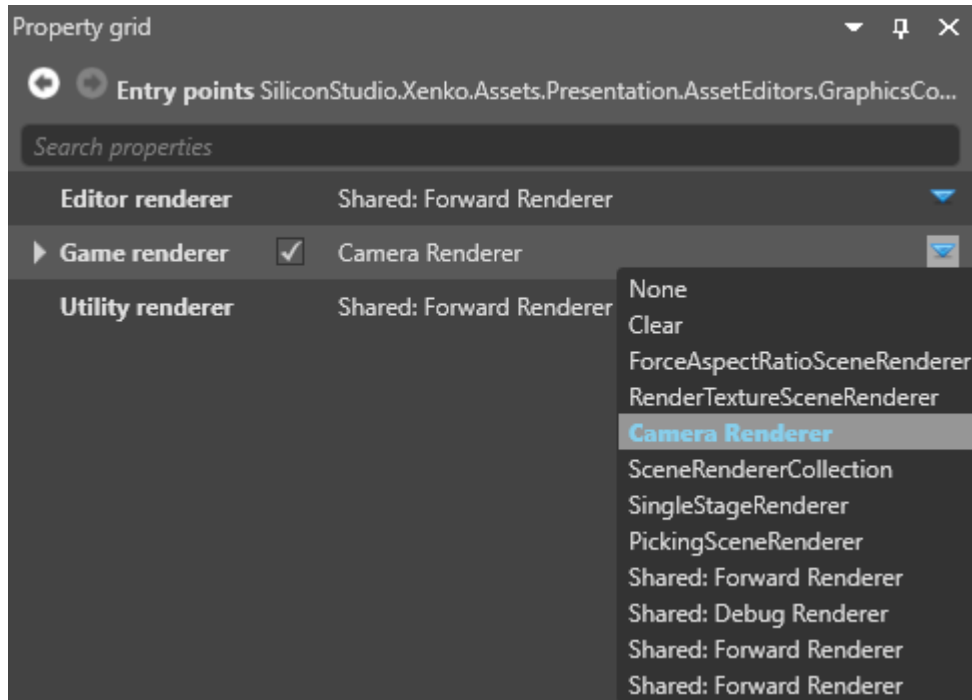 Property grid
Entry points SiliconStudio.Xenko.Assets.Presentation.AssetEditors.GraphicsCo...
Search properties
Editor renderer Shared: Forward Renderer
Game renderer Camera Renderer
Utility renderer Shared: Forward Renderer
None
Clear
ForceAspectRatioSceneRenderer
RenderTextureSceneRenderer
Camera Renderer
SceneRendererCollection
SingleStageRenderer
PickingSceneRenderer
Shared: Forward Renderer
Shared: Debug Renderer
Shared: Forward Renderer
Shared: Forward Renderer